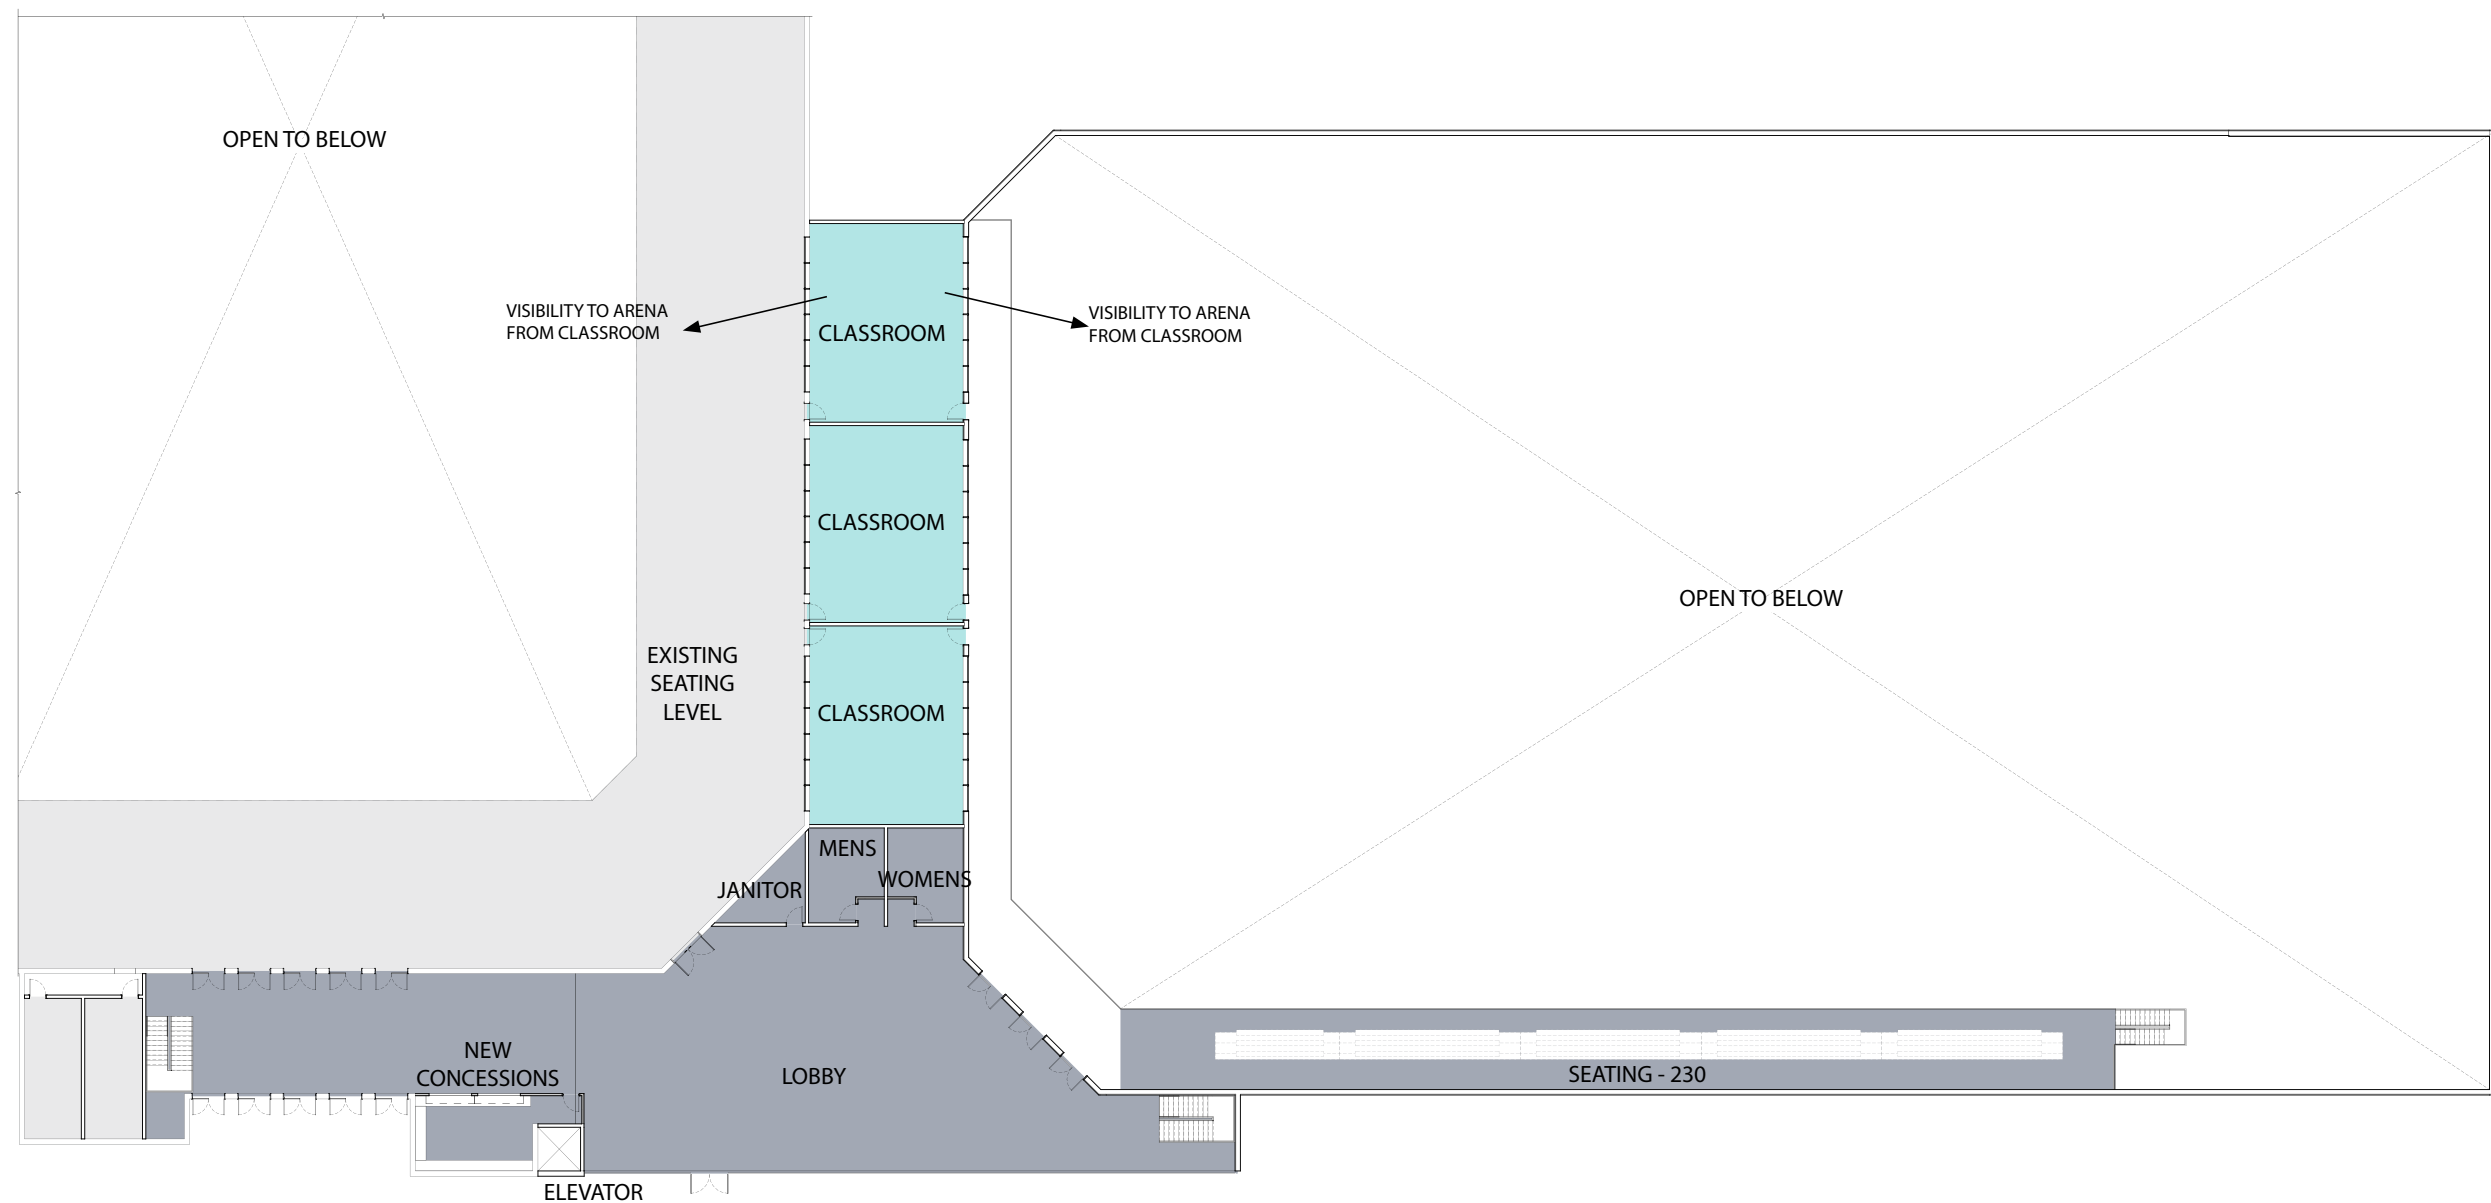 OPEN TO BELOW
VISIBILITY TO ARENA
FROM CLASSROOM
CLASSROOM
VISIBILITY TO ARENA
FROM CLASSROOM
CLASSROOM
OPEN TO BELOW
EXISTING
SEATING
LEVEL
CLASSROOM
MENS
JANITOR
WOMENS
NEW
CONCESSIONS
LOBBY
SEATING - 230
ELEVATOR